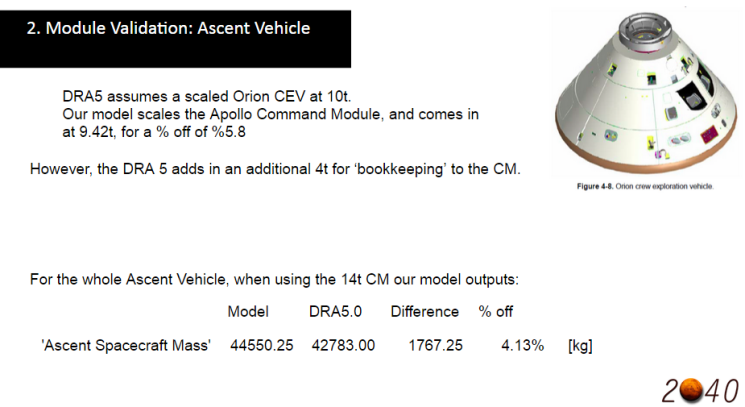 2. Module Validation: Ascent Vehicle
DRA5 assumes a scaled Orion CEV at 10t.
Our model scales the Apollo Command Module, and comes in
at 9.42t, for a % off of %5.8
However, the DRA 5 adds in an additional 4t for ‘bookkeeping’ to the CM.
Figure 4-8. Orion crew exploration vehicle.
For the whole Ascent Vehicle, when using the 14t CM our model outputs:
Model DRA5.0 Difference % off
'Ascent Spacecraft Mass' 44550.25 42783.00 1767.25 4.13% [kg]
2040